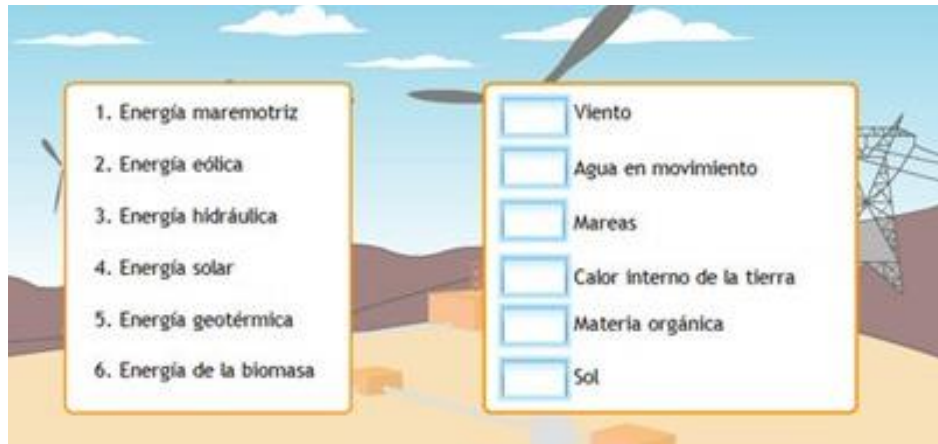 1. Energía maremotriz
2. Energía eólica
3. Energía hidráulica
4. Energía solar
5. Energía geotérmica
6. Energía de la biomasa
Viento
Agua en movimiento
Mareas
Calor interno de la tierra
Materia orgánica
Sol